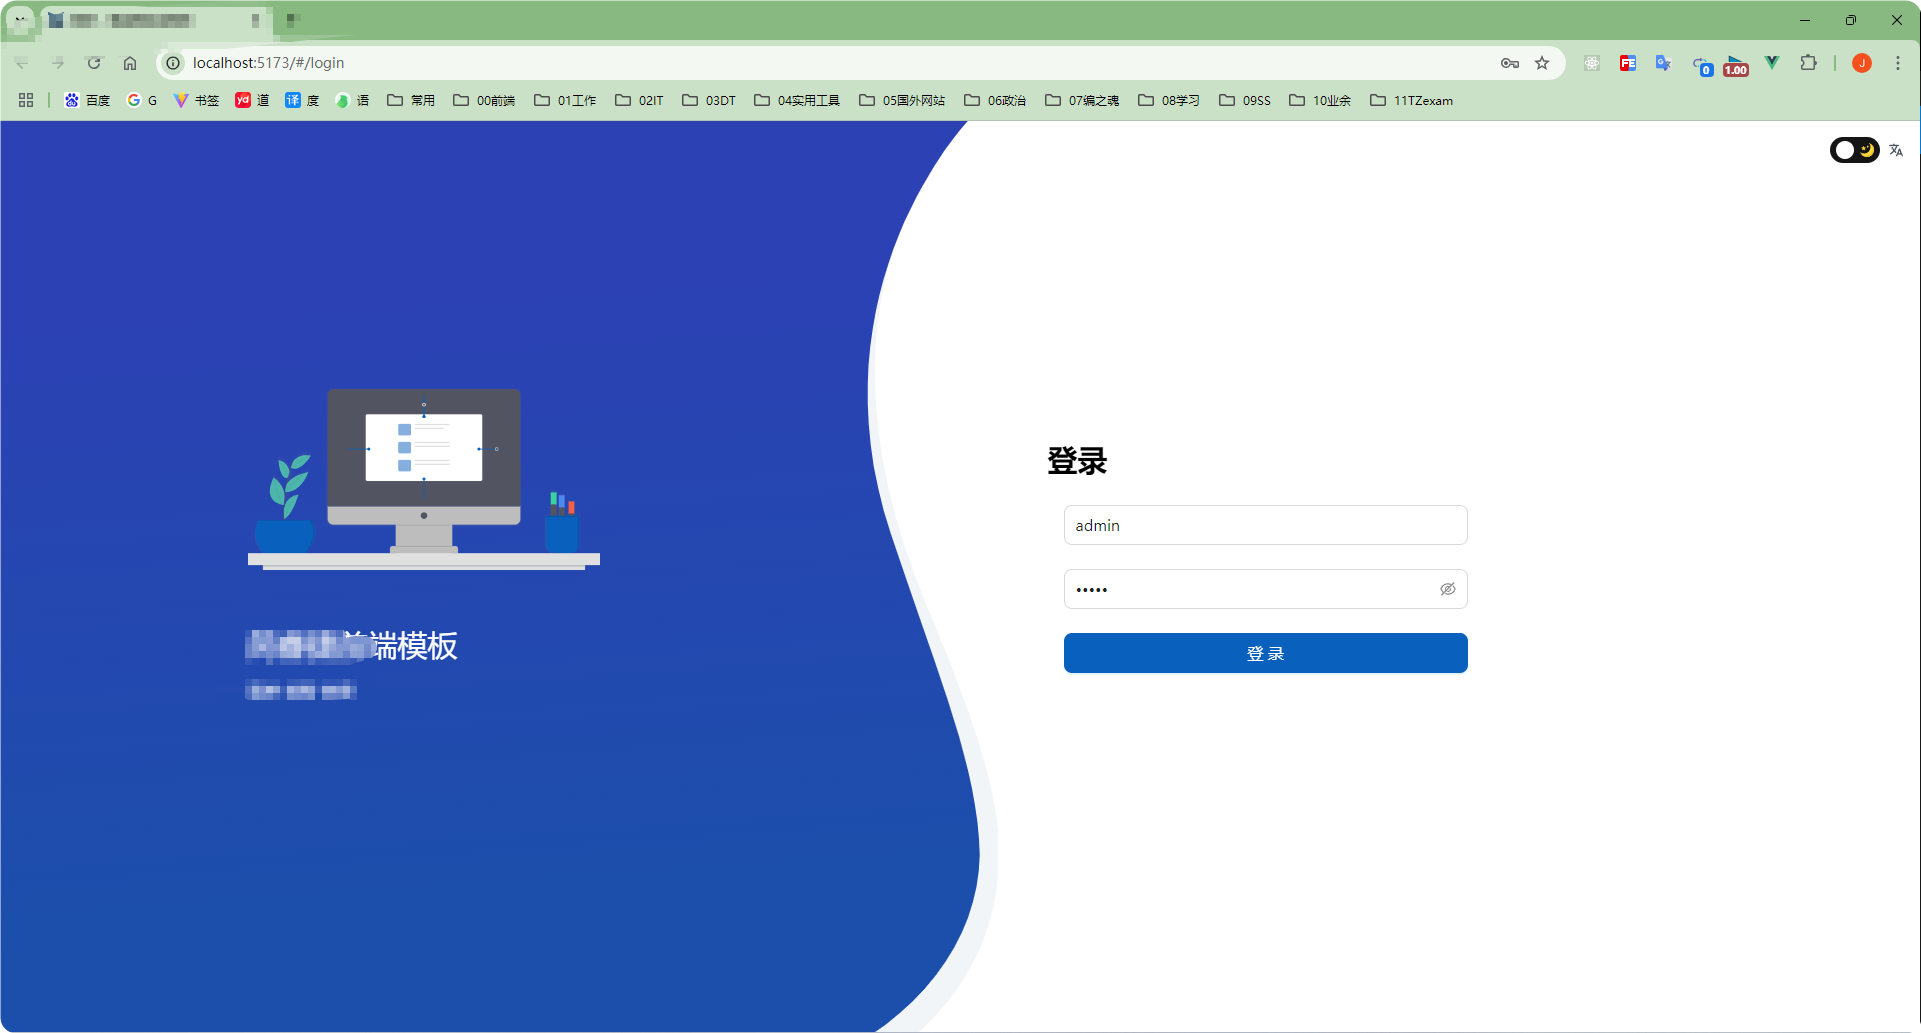 localhost:5173/#/login
FE
G
0
1.00
J
百度
G
书签
yd 道
译 度
语
常用
00前端
01工作
02IT
03DT
04实用工具
05国外网站
06政治
07编之魂
08学习
09SS
10业余
11TZexam
端模板
登录
admin
•••••
登 录